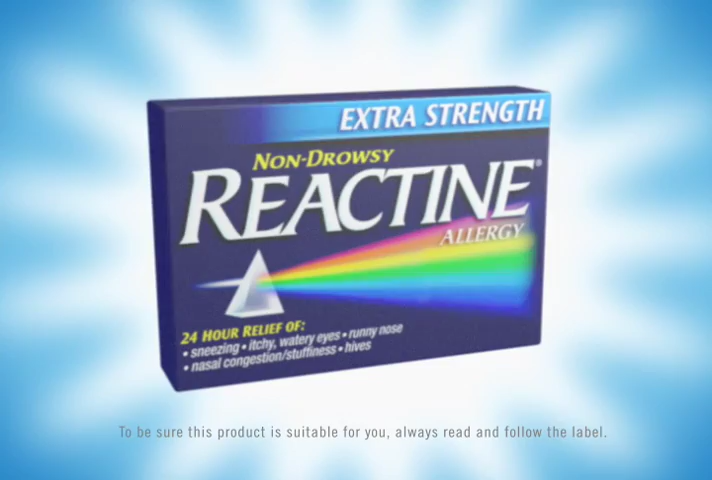 EXTRA STRENGTH
NON-DROWSY
REACTINE®
ALLERGY
24 HOUR RELIEF OF:
• sneezing • itchy, watery eyes • runny nose
• nasal congestion/stuffiness • hives
To be sure this product is suitable for you, always read and follow the label.